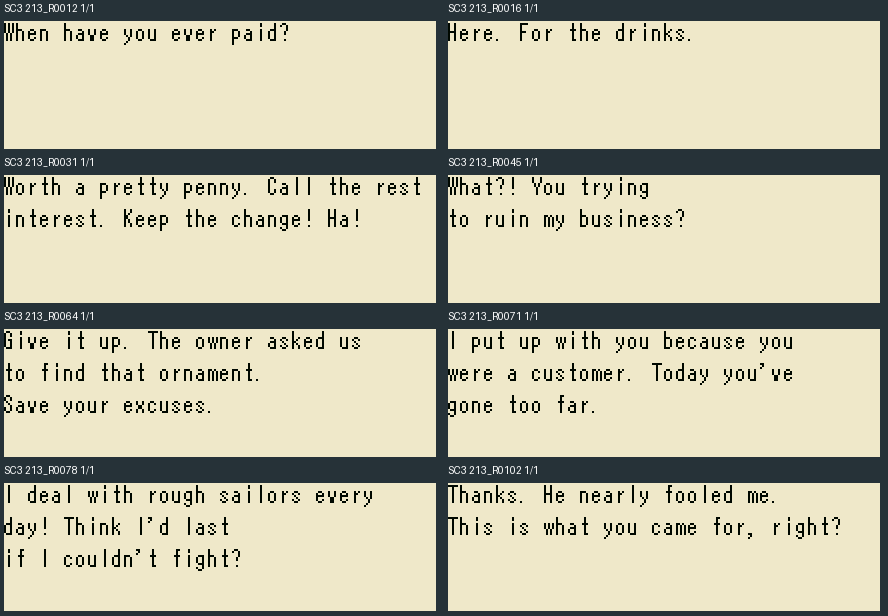 SC3 213_R0012 1/1
When have you ever paid?
SC3 213_R0016 1/1
Here. For the drinks.
SC3 213_R0031 1/1
Worth a pretty penny. Call the rest
interest. Keep the change! Ha!
SC3 213_R0045 1/1
What?! You trying
to ruin my business?
SC3 213_R0064 1/1
Give it up. The owner asked us
to find that ornament.
Save your excuses.
SC3 213_R0071 1/1
I put up with you because you
were a customer. Today you've
gone too far.
SC3 213_R0078 1/1
I deal with rough sailors every
day! Think I'd last
if I couldn't fight?
SC3 213_R0102 1/1
Thanks. He nearly fooled me.
This is what you came for, right?